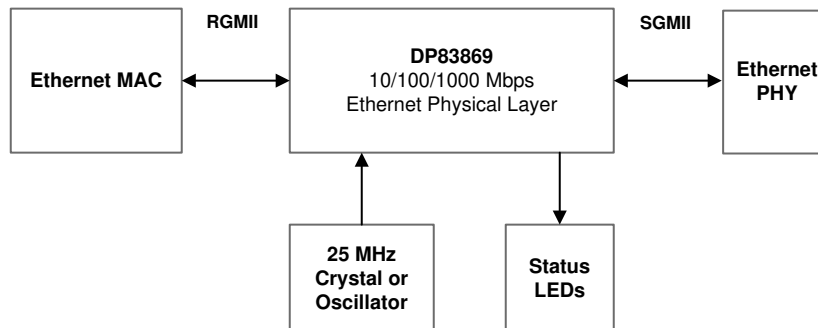 RGMII
SGMII
Ethernet MAC
DP83869
10/100/1000 Mbps
Ethernet Physical Layer
Ethernet
PHY
25 MHz
Crystal or
Oscillator
Status
LEDs